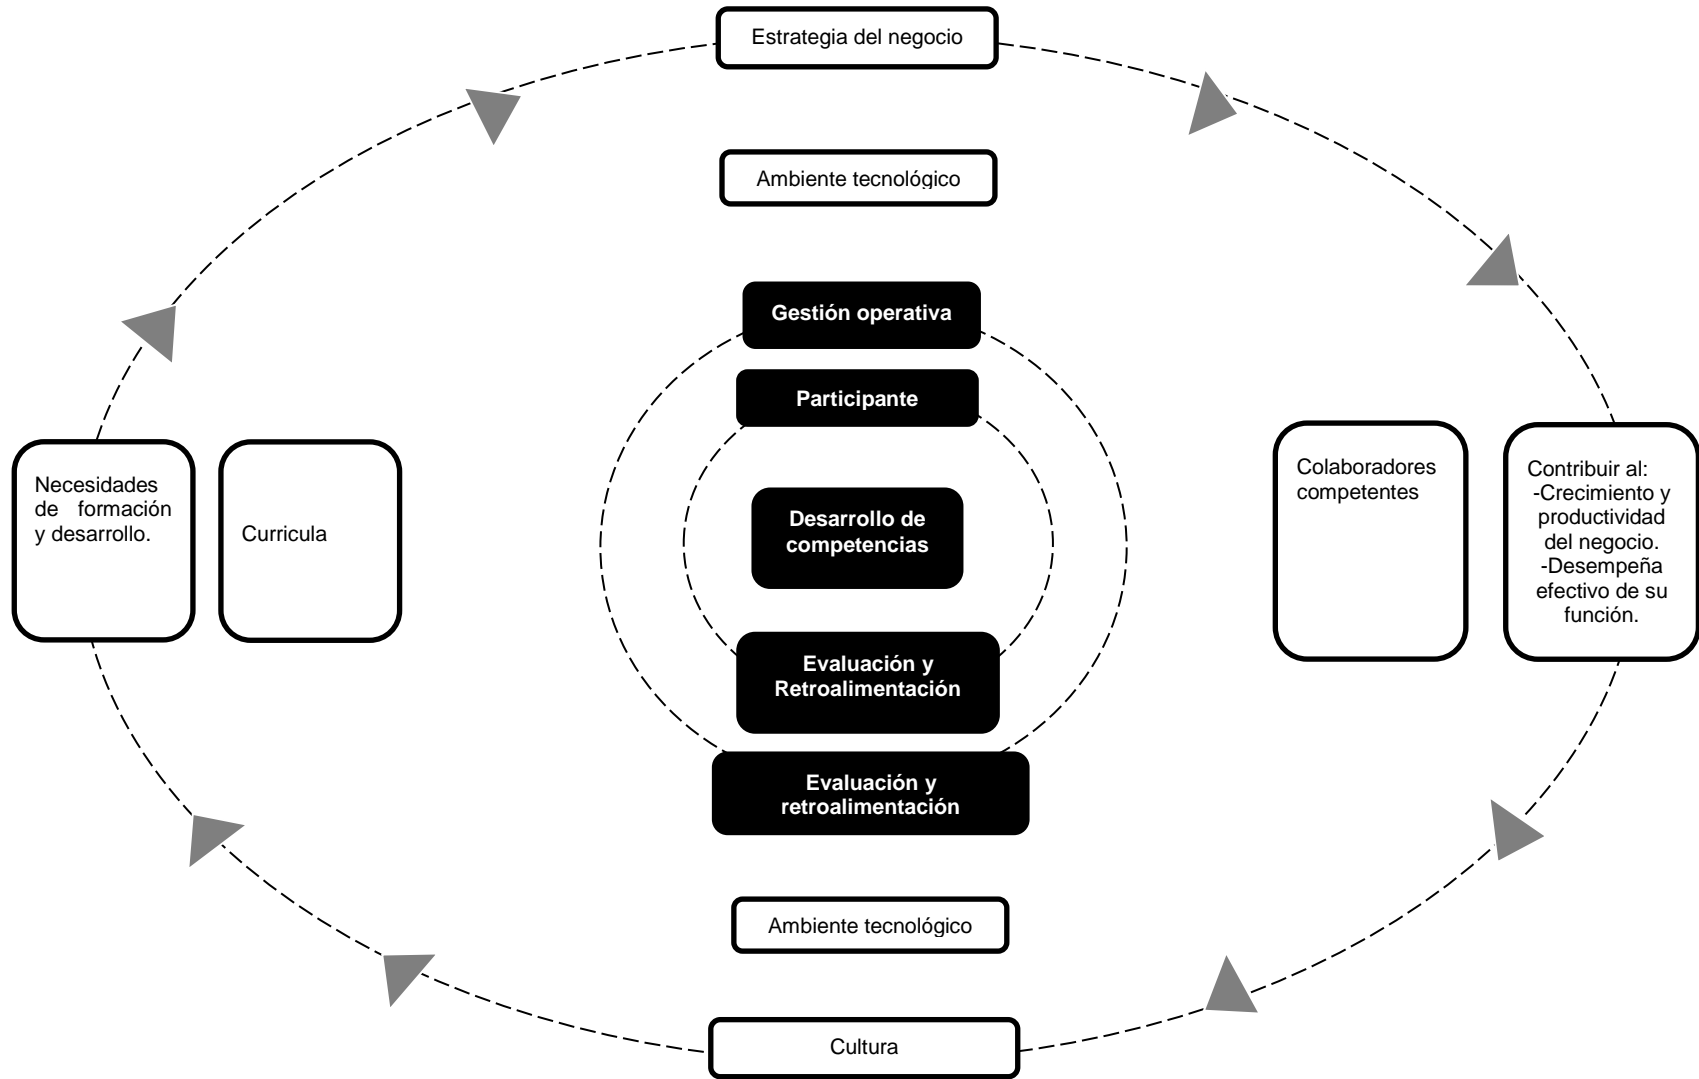 Estrategia del negocio
Ambiente tecnológico
Gestión operativa
Participante
Necesidades
de formación
y desarrollo.
Curricula
Desarrollo de
competencias
Colaboradores
competentes
Contribuir al:
-Crecimiento y
productividad
del negocio.
-Desempeña
efectivo de su
función.
Evaluación y
Retroalimentación
Evaluación y
retroalimentación
Ambiente tecnológico
Cultura